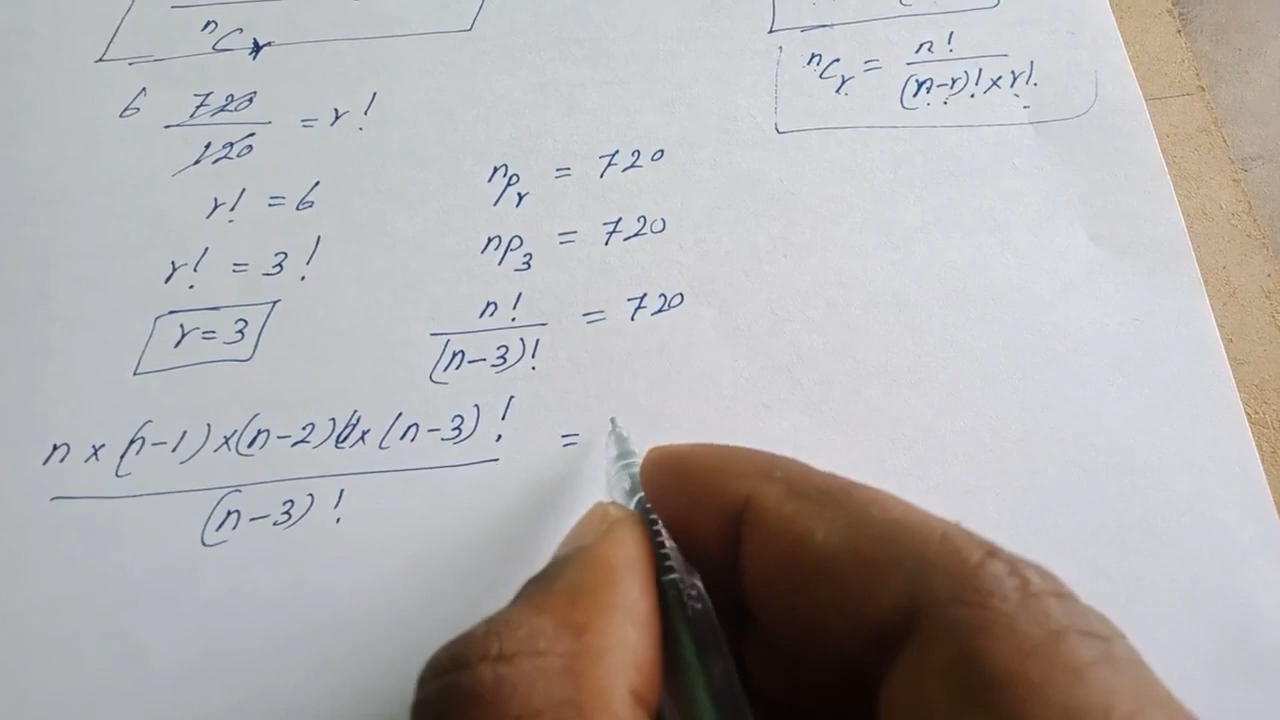 nCr
6 720/120 = r!
r! = 6
r! = 3!
r=3
nCr = n!/((n-r)! × r!)
nPr = 720
nP3 = 720
n!/(n-3)! = 720
n × (n-1) × (n-2) × (n-3)! / (n-3)! =